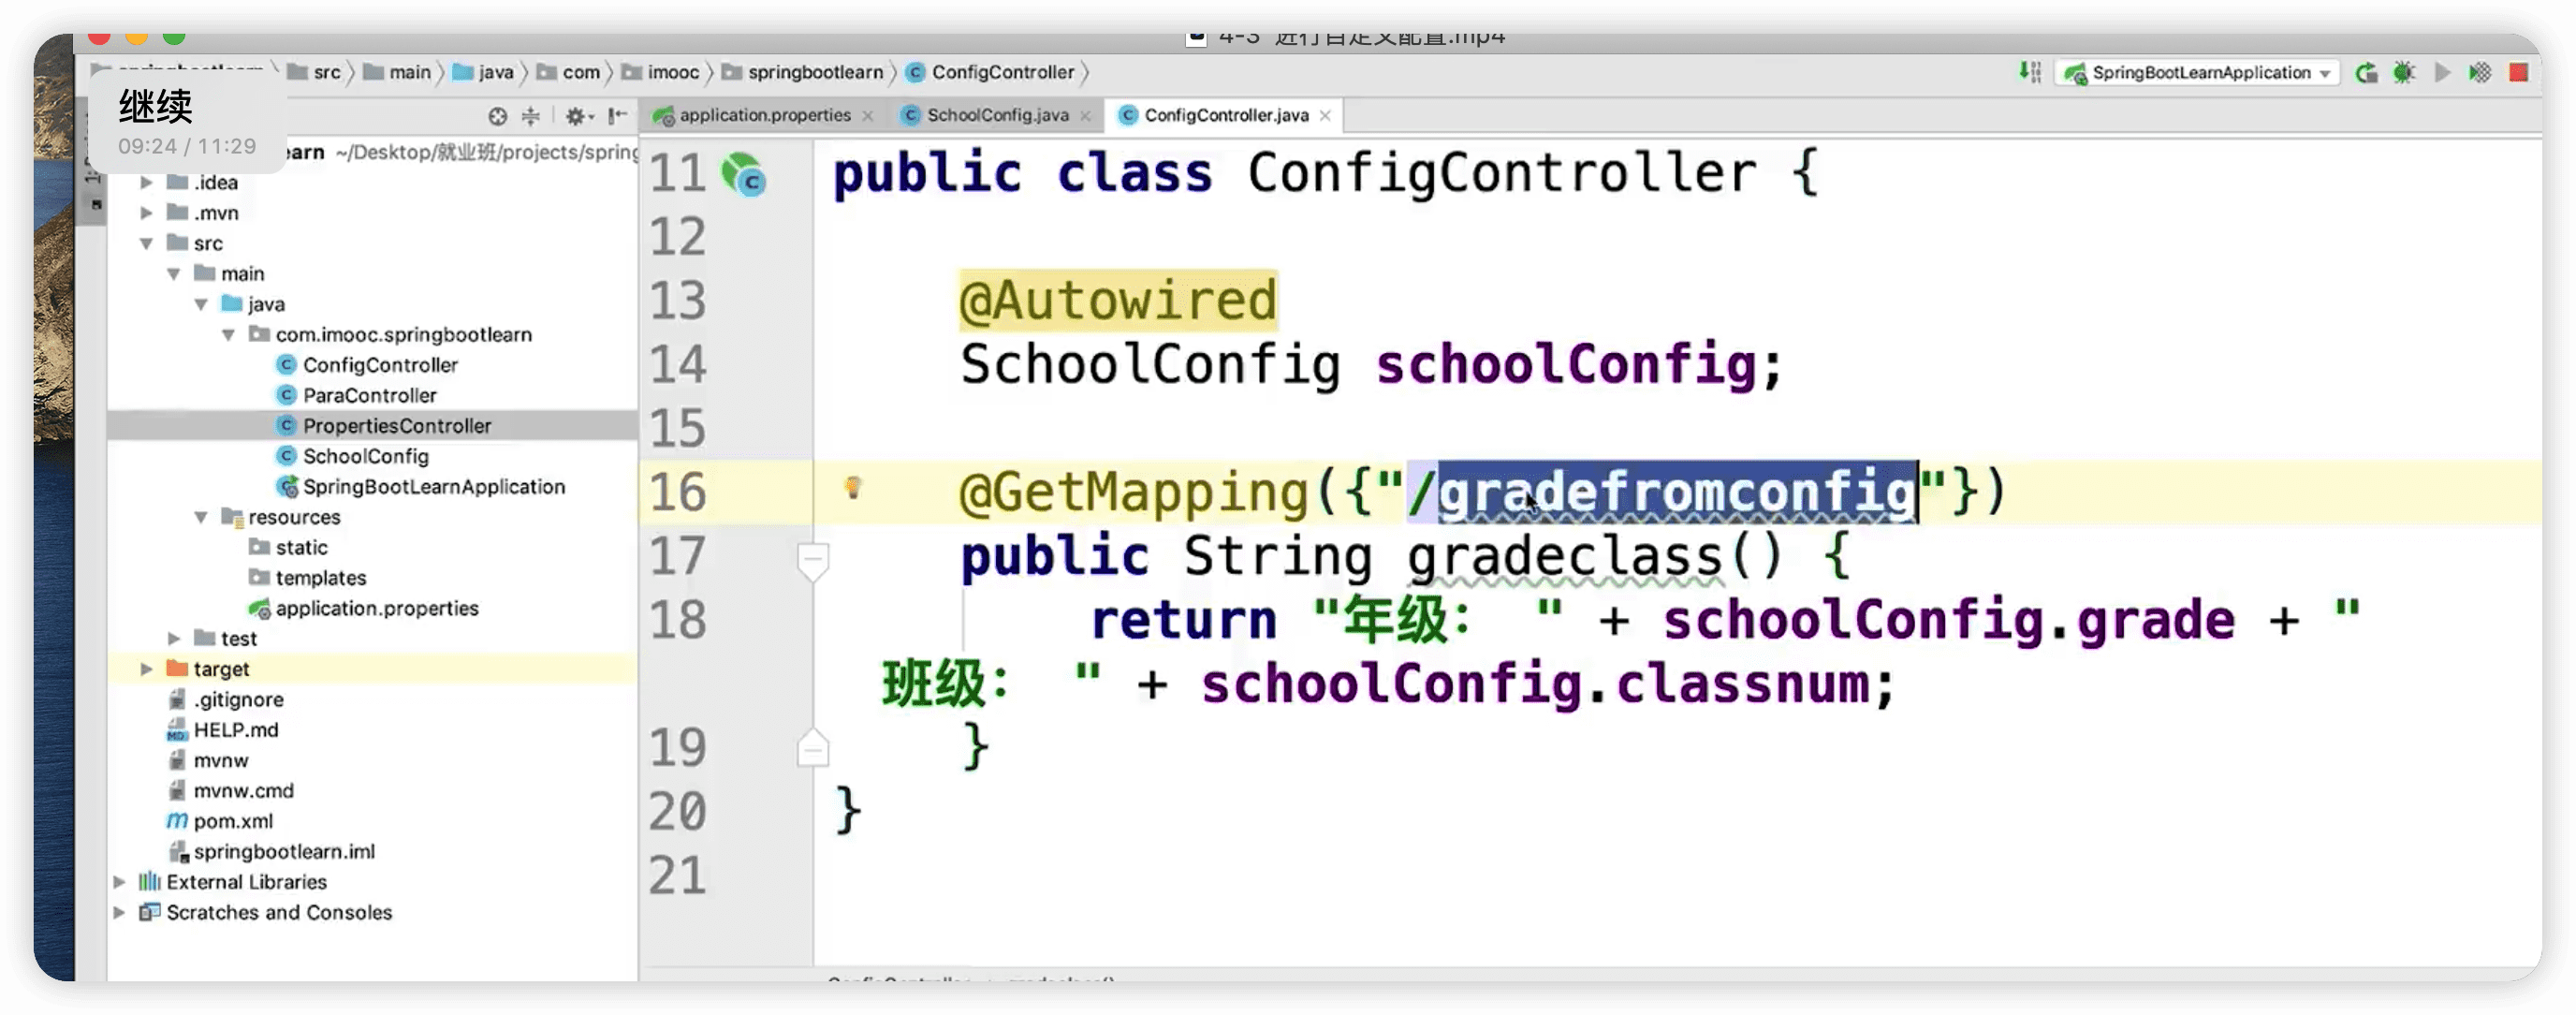 4-3 进行自定义配置.mp4
springbootlearn src main java com imooc springbootlearn ConfigController SpringBootLearnApplication
继续
09:24 / 11:29
application.properties SchoolConfig.java ConfigController.java
earn ~/Desktop/就业班/projects/spring
.idea
.mvn
src
main
java
com.imooc.springbootlearn
ConfigController
ParaController
PropertiesController
SchoolConfig
SpringBootLearnApplication
resources
static
templates
application.properties
test
target
.gitignore
HELP.md
mvnw
mvnw.cmd
pom.xml
springbootlearn.iml
External Libraries
Scratches and Consoles
11 public class ConfigController {
12
13 @Autowired
14 SchoolConfig schoolConfig;
15
16 @GetMapping({"/gradefromconfig"})
17 public String gradeclass() {
18 return "年级： " + schoolConfig.grade + "
班级： " + schoolConfig.classnum;
19 }
20 }
21